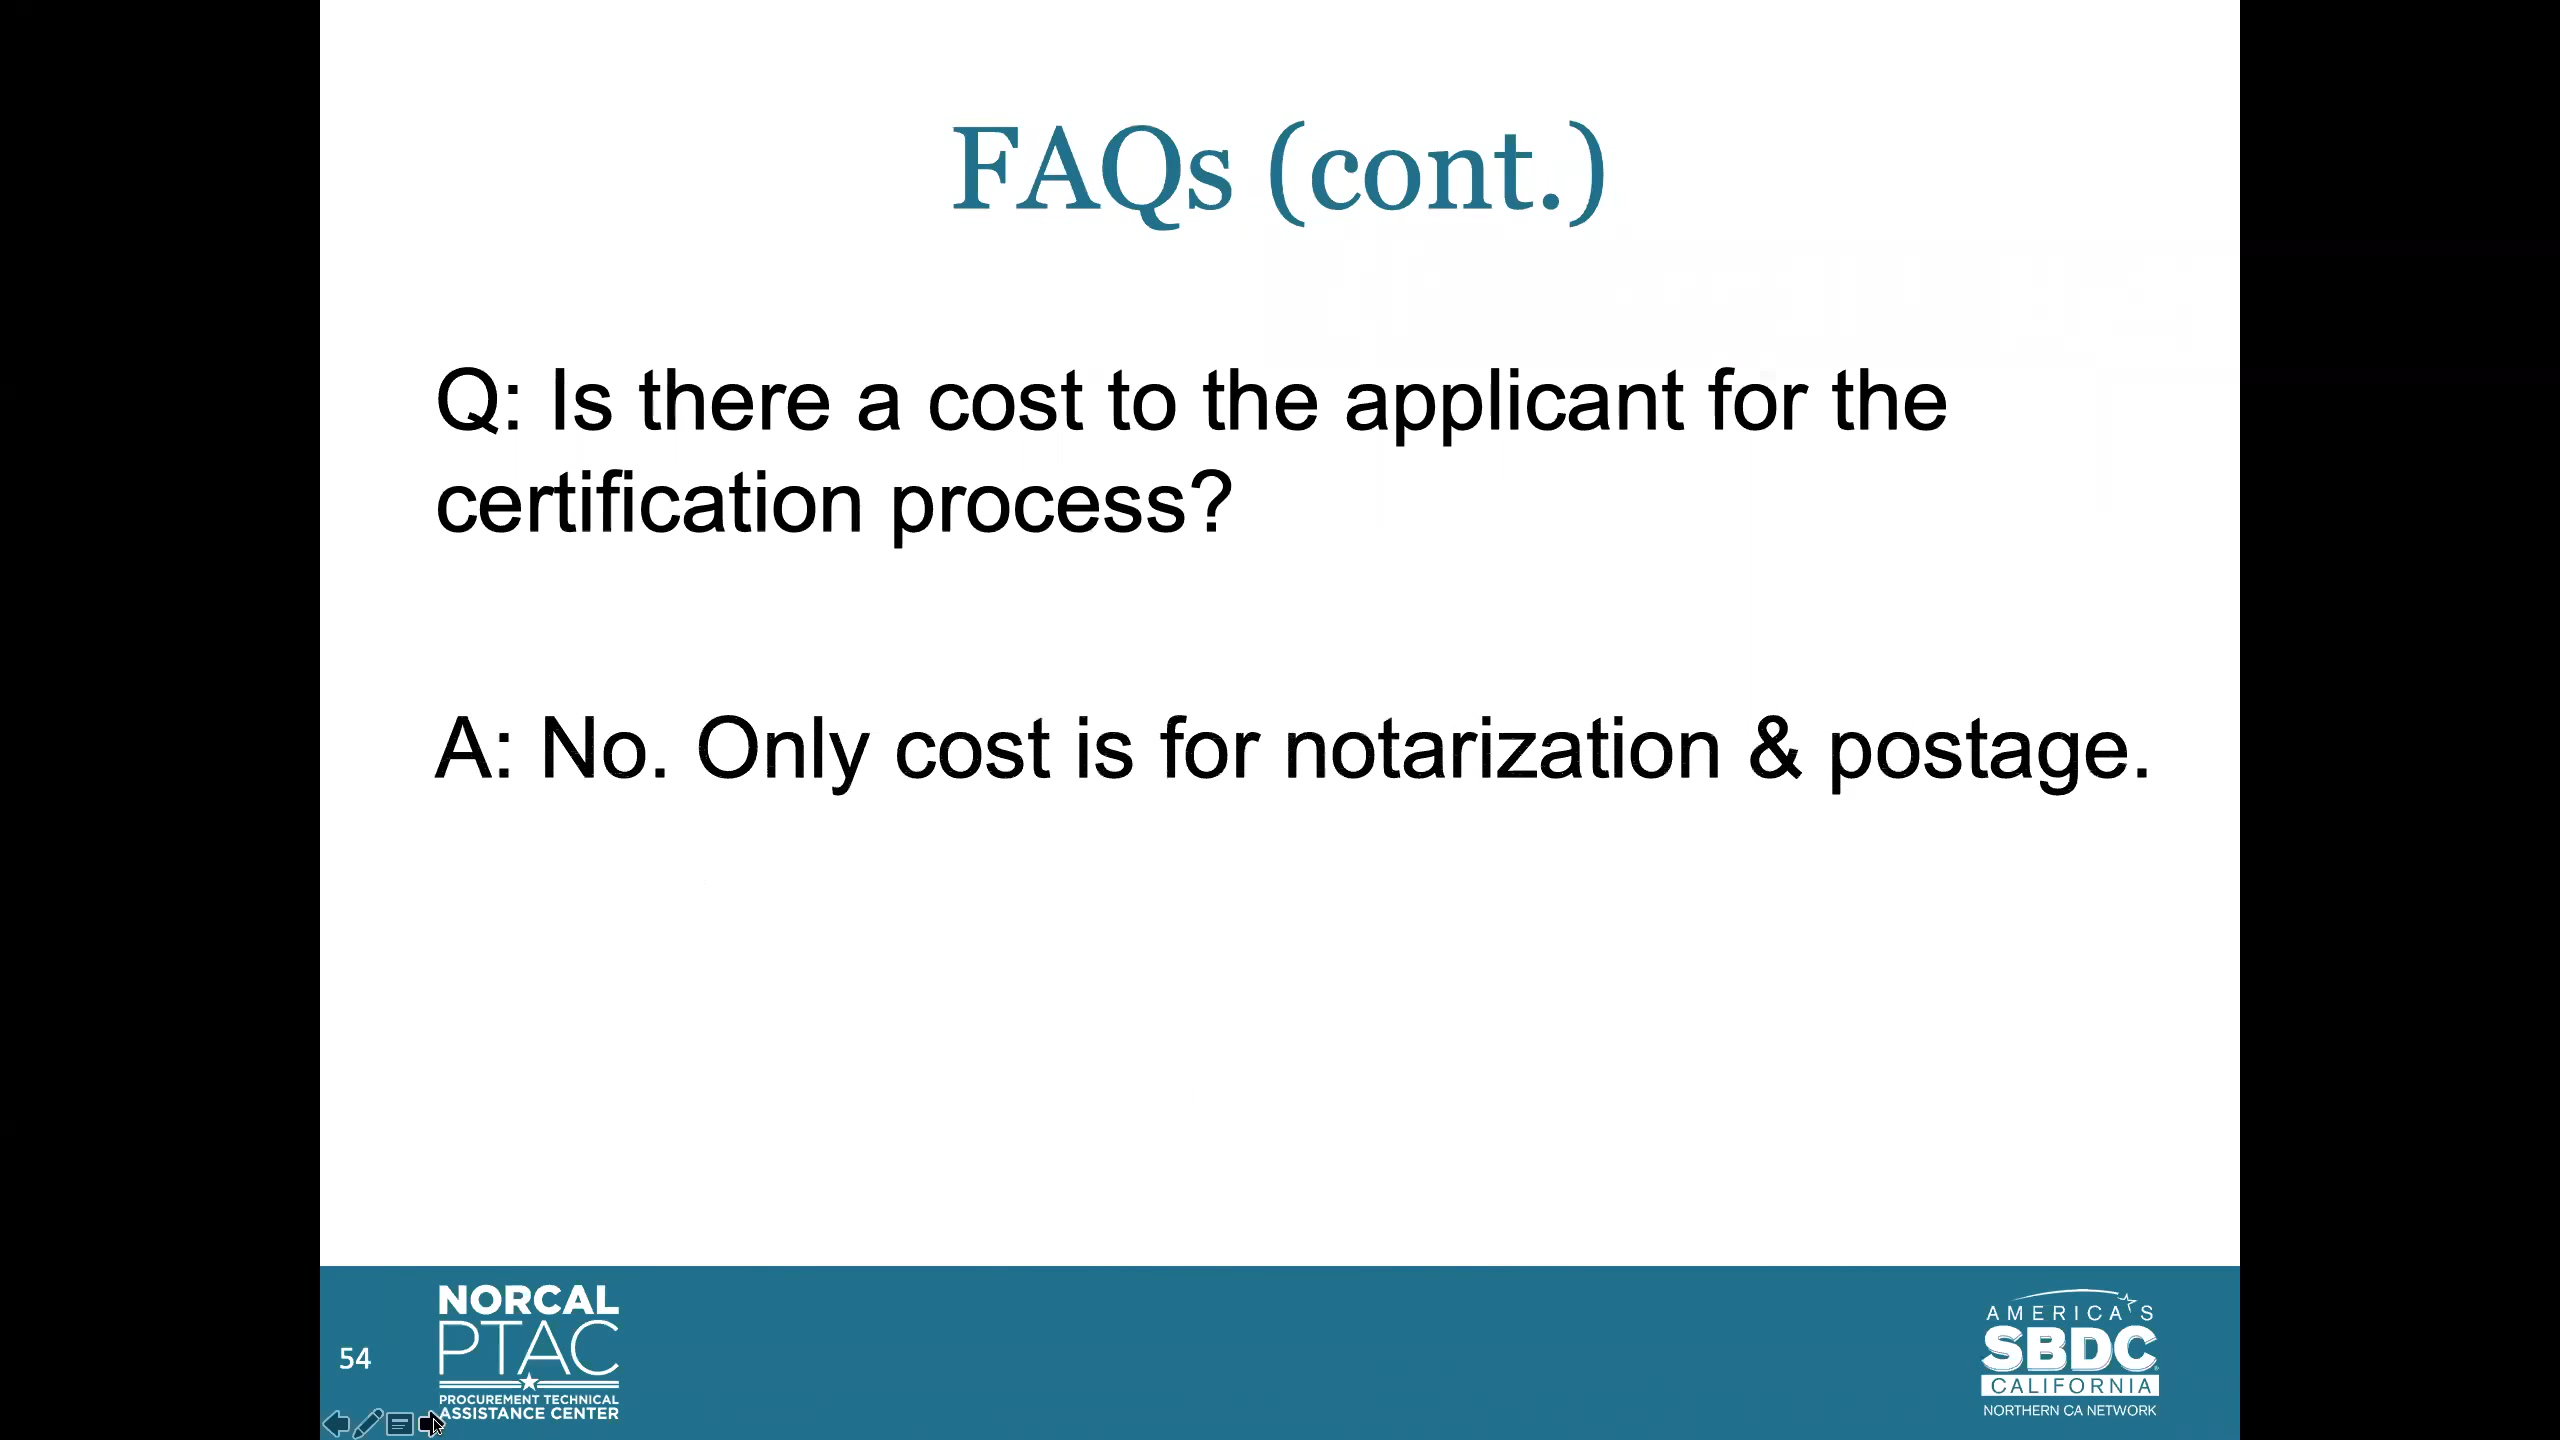 FAQs (cont.)
Q: Is there a cost to the applicant for the
certification process?
A: No. Only cost is for notarization & postage.
54
NORCAL
PTAC
PROCUREMENT TECHNICAL
ASSISTANCE CENTER
AMERICA'S
SBDC
CALIFORNIA
NORTHERN CA NETWORK